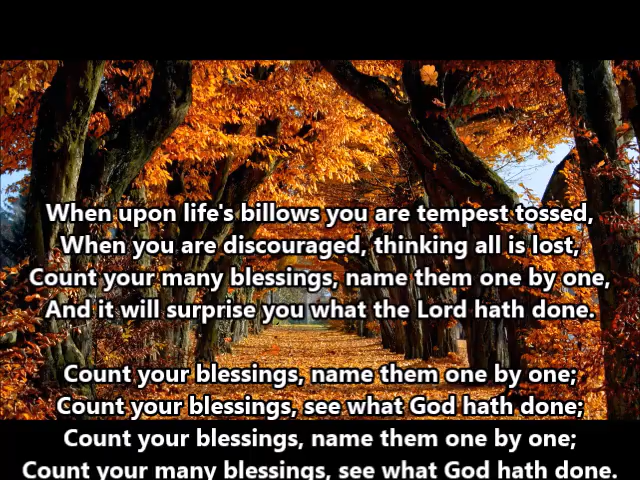 When upon life's billows you are tempest tossed,
When you are discouraged, thinking all is lost,
Count your many blessings, name them one by one,
And it will surprise you what the Lord hath done.
Count your blessings, name them one by one;
Count your blessings, see what God hath done;
Count your blessings, name them one by one;
Count your many blessings, see what God hath done.